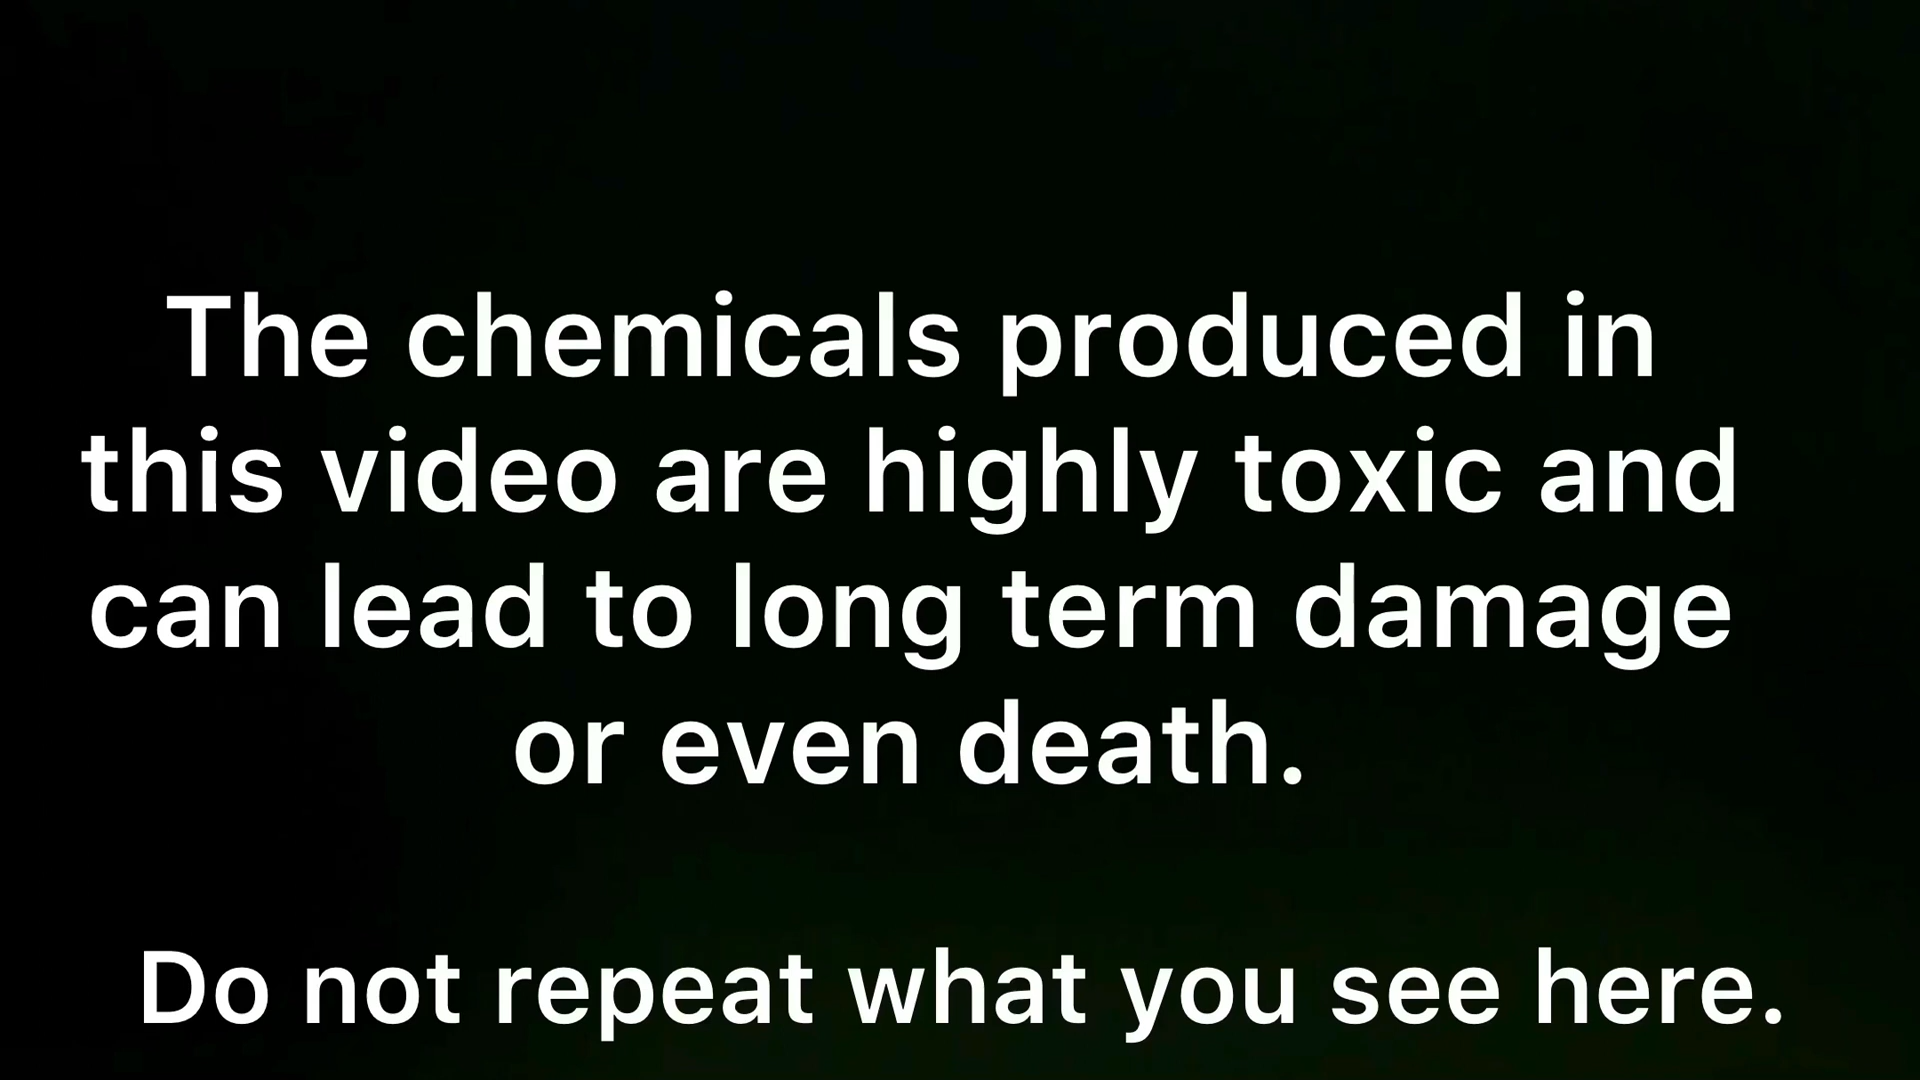 The chemicals produced in
this video are highly toxic and
can lead to long term damage
or even death.
Do not repeat what you see here.